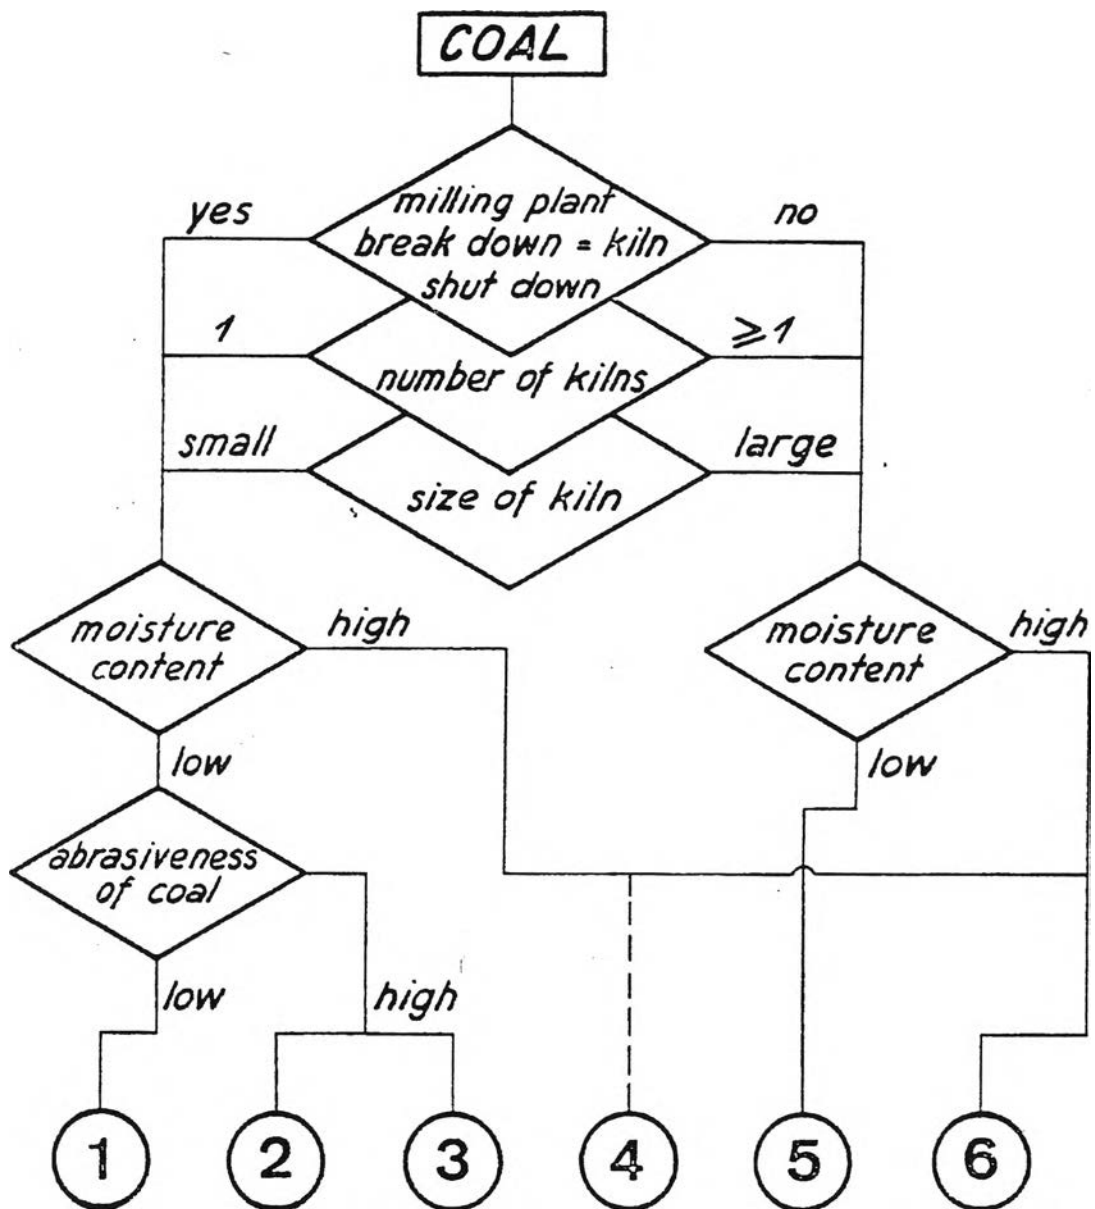 COAL
milling plant
yes
no
break down = kiln
shut down
1
≥1
number of kilns
small
large
size of kiln
moisture
content
high
moisture
content
high
low
low
abrasiveness
of coal
low
high
1 2 3 4 5 6